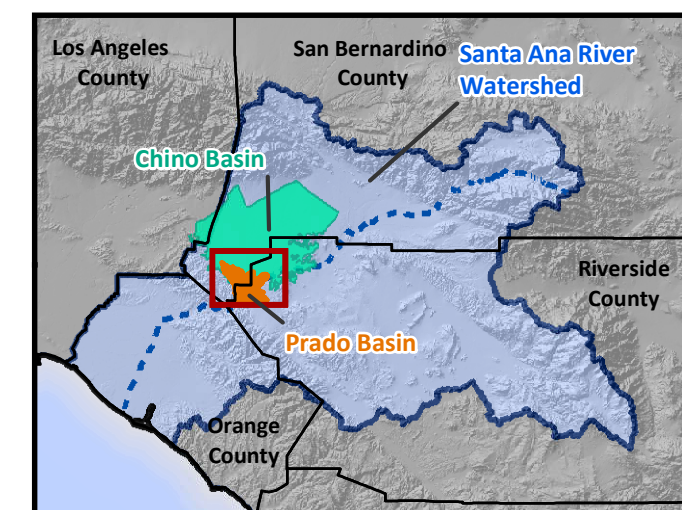 Los Angeles
County
San Bernardino
County
Santa Ana River
Watershed
Chino Basin
Riverside
County
Prado Basin
Orange
County